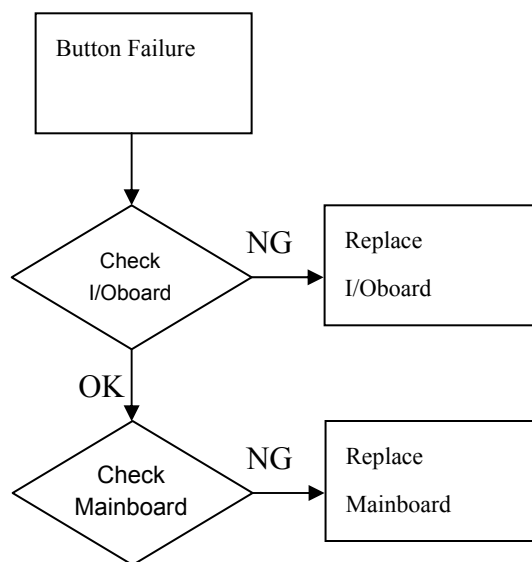 Button Failure
Check
I/Oboard
NG
Replace
I/Oboard
OK
Check
Mainboard
NG
Replace
Mainboard